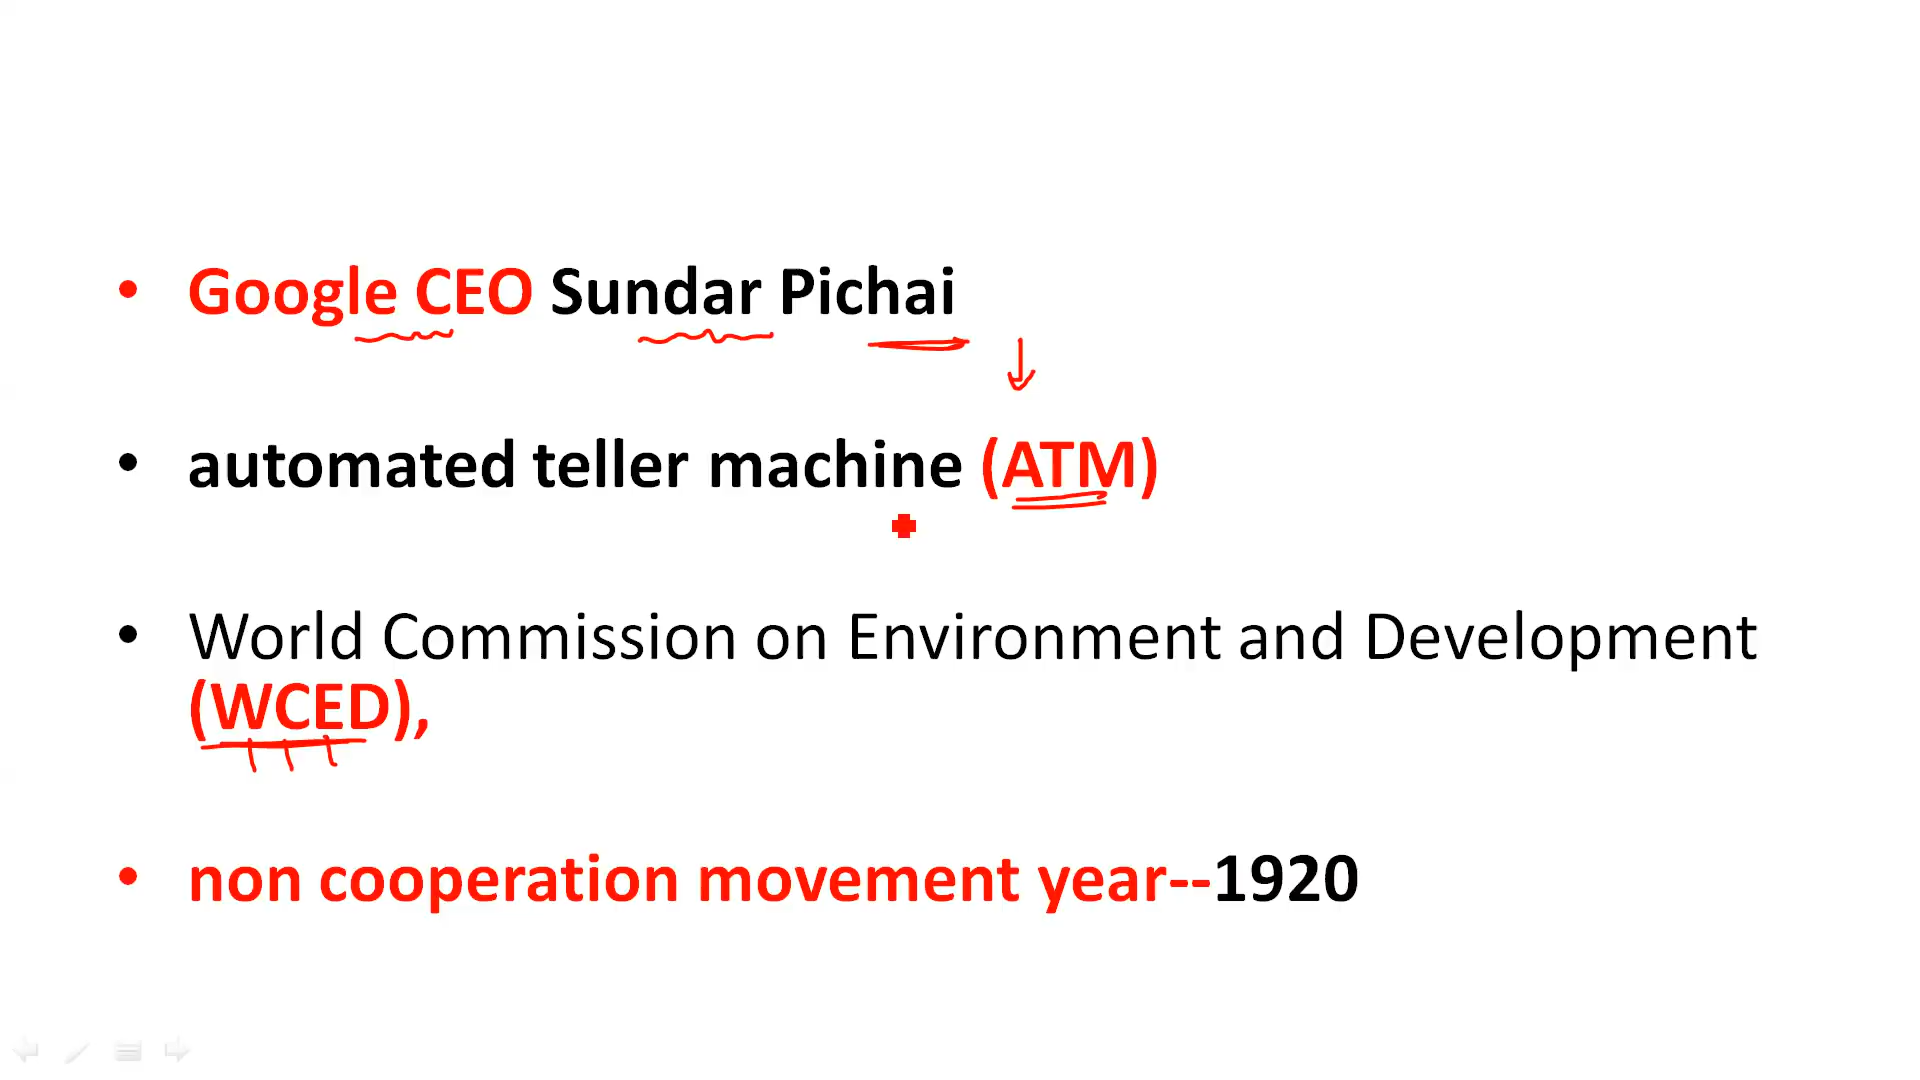 • Google CEO Sundar Pichai
• automated teller machine (ATM)
• World Commission on Environment and Development
(WCED),
• non cooperation movement year--1920